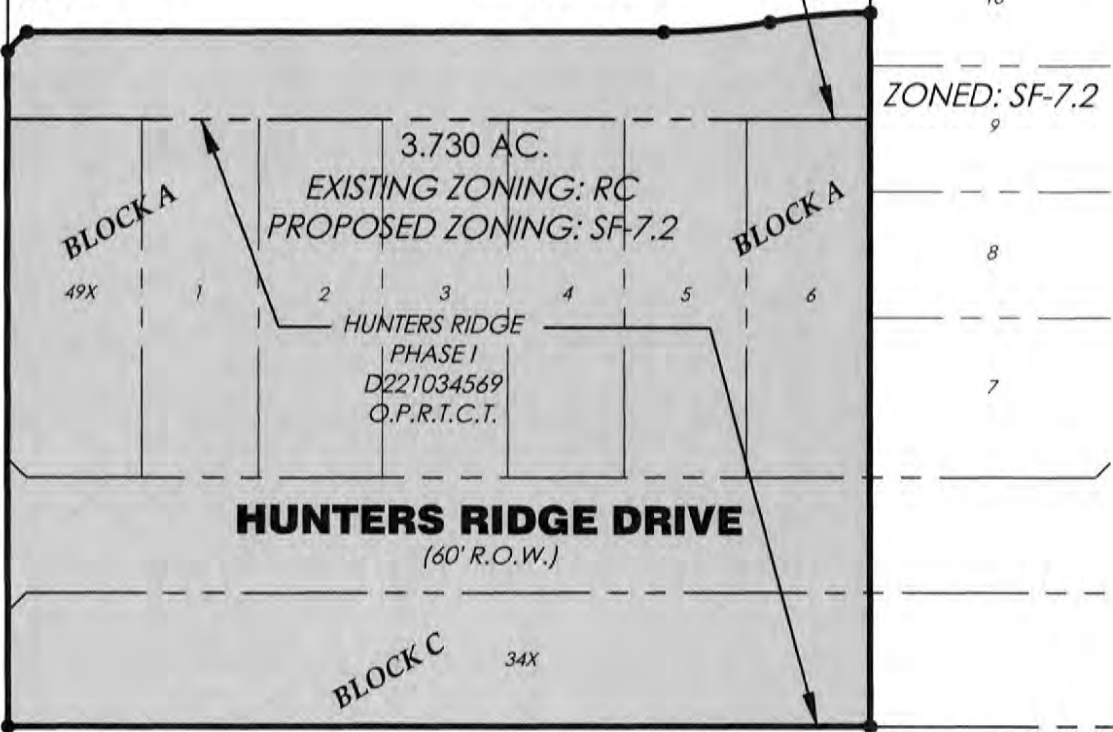 ZONED: SF-7.2
9
3.730 AC.
EXISTING ZONING: RC
PROPOSED ZONING: SF-7.2
BLOCK A
BLOCK A
8
49X
1
2
3
4
5
6
HUNTERS RIDGE
PHASE I
D221034569
O.P.R.T.C.T.
7
HUNTERS RIDGE DRIVE
(60' R.O.W.)
BLOCK C
34X